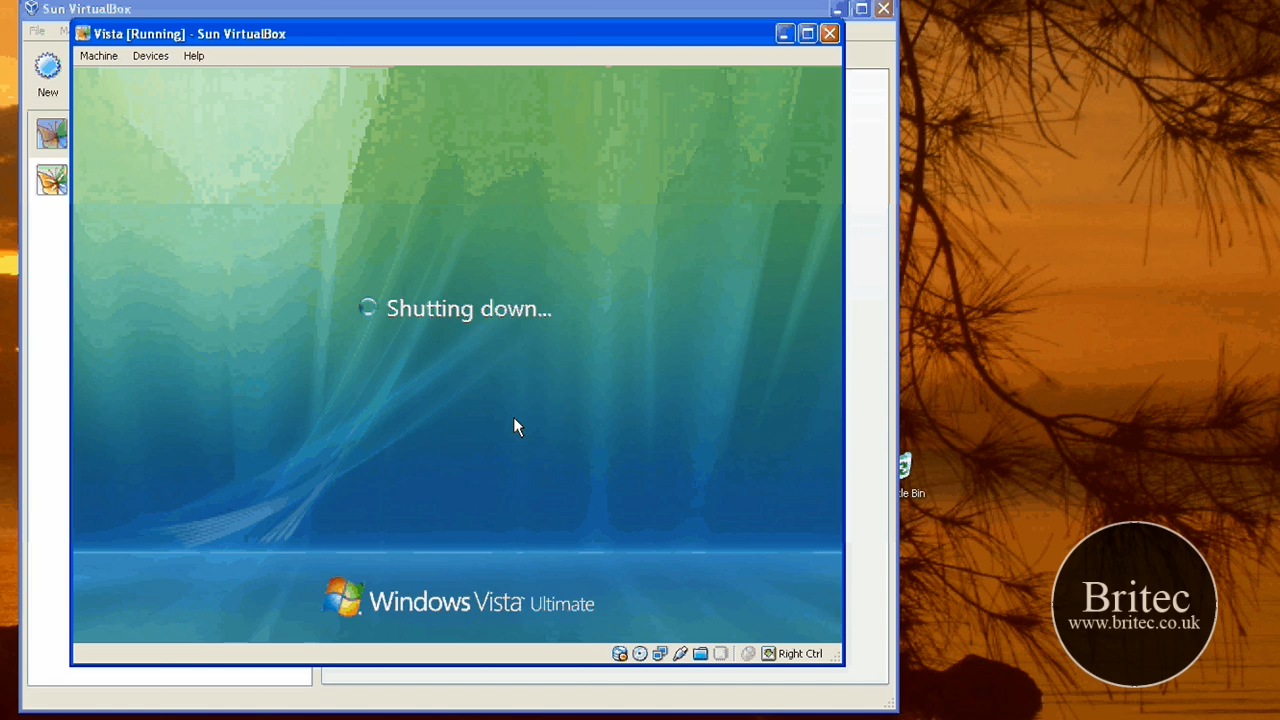 Sun VirtualBox
File
Vista [Running] - Sun VirtualBox
Machine Devices Help
New
Shutting down...
Windows Vista™ Ultimate
Right Ctrl
le Bin
Britec
www.britec.co.uk